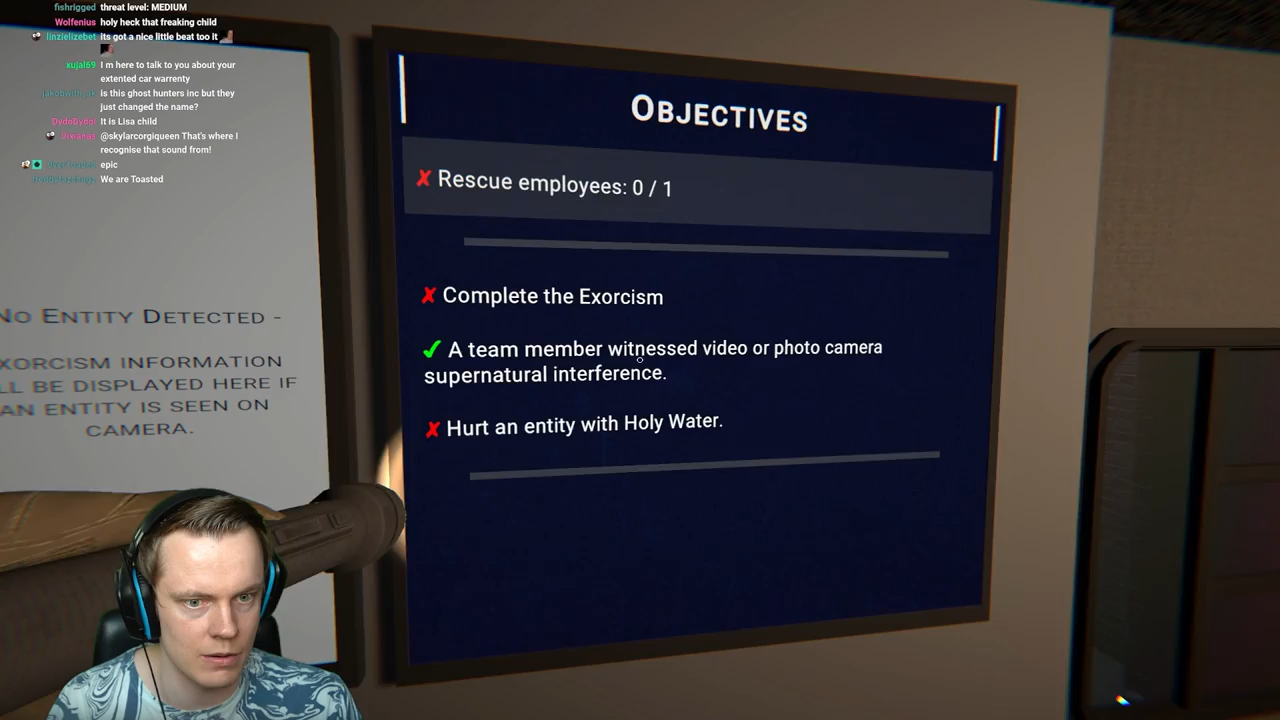 fishrigged threat level: MEDIUM
Wolfenius holy heck that freaking child
linzielizebet its got a nice little beat too it
xujal69 I m here to talk to you about your
extented car warrenty
is this ghost hunters inc but they
just changed the name?
It is Lisa child
@skylarcorgiqueen That's where I
recognise that sound from!
epic
We are Toasted
OBJECTIVES
✗ Rescue employees: 0 / 1
✗ Complete the Exorcism
✓ A team member witnessed video or photo camera
supernatural interference.
✗ Hurt an entity with Holy Water.
NO ENTITY DETECTED -
EXORCISM INFORMATION
BE DISPLAYED HERE IF
AN ENTITY IS SEEN ON
CAMERA.